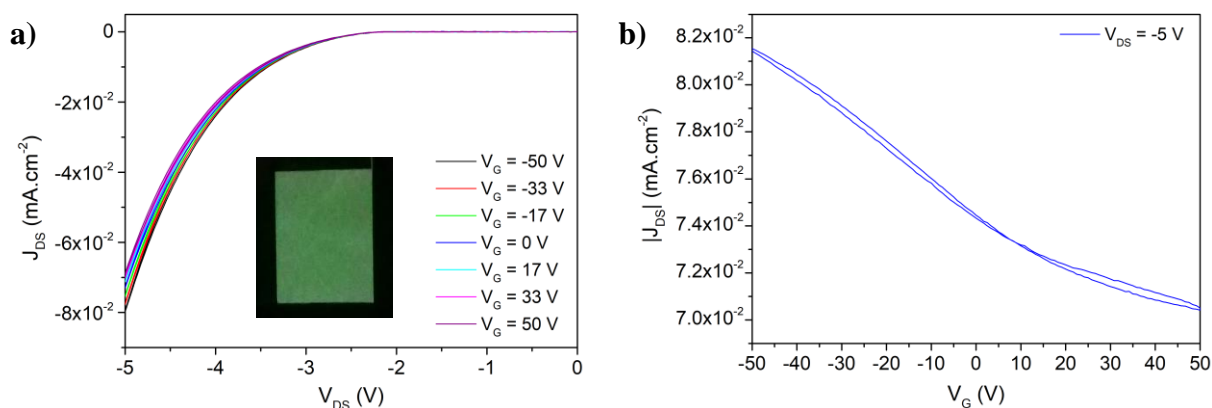 a)
0
-2x10⁻²
-4x10⁻²
-6x10⁻²
-8x10⁻²
J_DS (mA.cm⁻²)
V_G = -50 V
V_G = -33 V
V_G = -17 V
V_G = 0 V
V_G = 17 V
V_G = 33 V
V_G = 50 V
-5 -4 -3 -2 -1 0
V_DS (V)
b)
V_DS = -5 V
8.2x10⁻²
8.0x10⁻²
7.8x10⁻²
7.6x10⁻²
7.4x10⁻²
7.2x10⁻²
7.0x10⁻²
|J_DS| (mA.cm⁻²)
-50 -40 -30 -20 -10 0 10 20 30 40 50
V_G (V)